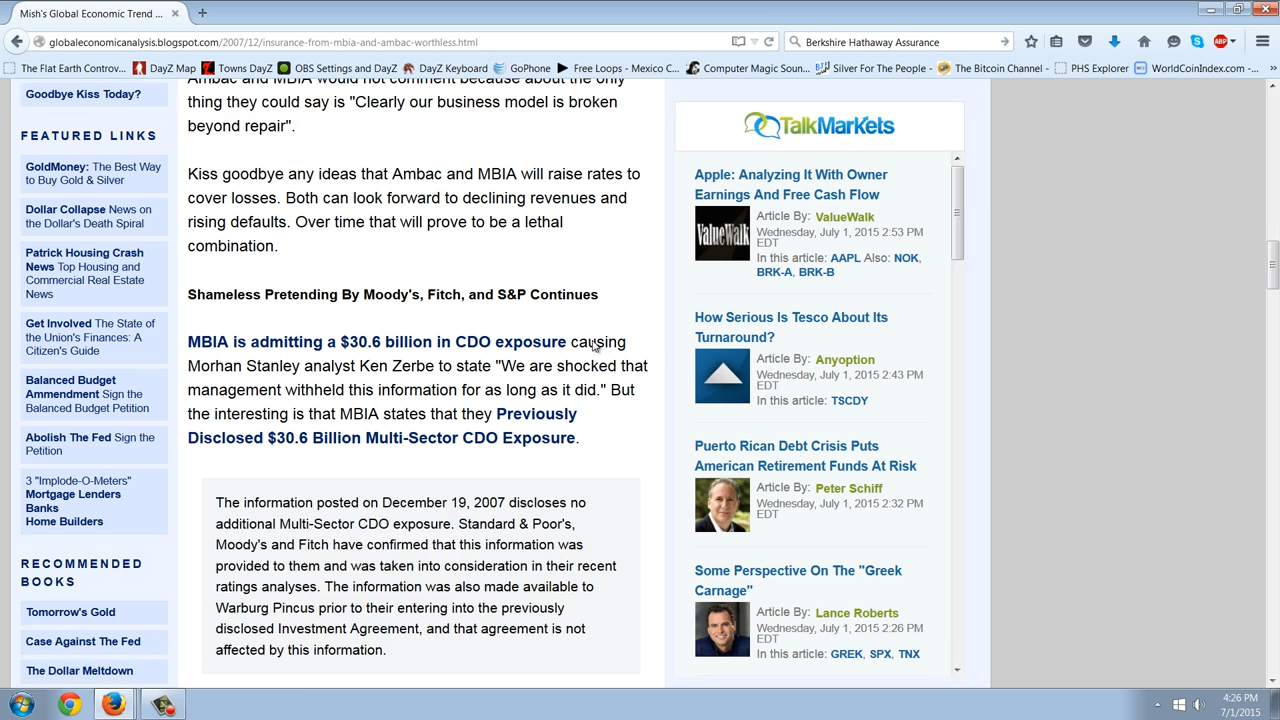 Mish's Global Economic Trend ...
globaleconomicanalysis.blogspot.com/2007/12/insurance-from-mbia-and-ambac-worthless.html
Berkshire Hathaway Assurance
ABP
The Flat Earth Controv...
DayZ Map
Towns DayZ
OBS Settings and DayZ
DayZ Keyboard
GoPhone
Free Loops - Mexico C...
Computer Magic Soun...
Silver For The People - ...
The Bitcoin Channel - ...
PHS Explorer
WorldCoinIndex.com -...
Goodbye Kiss Today?
FEATURED LINKS
GoldMoney: The Best Way
to Buy Gold & Silver
Dollar Collapse News on
the Dollar's Death Spiral
Patrick Housing Crash
News Top Housing and
Commercial Real Estate
News
Get Involved The State of
the Union's Finances: A
Citizen's Guide
Balanced Budget
Ammendment Sign the
Balanced Budget Petition
Abolish The Fed Sign the
Petition
3 "Implode-O-Meters"
Mortgage Lenders
Banks
Home Builders
RECOMMENDED
BOOKS
Tomorrow's Gold
Case Against The Fed
The Dollar Meltdown
Ambac and MBIA would not comment because about the only
thing they could say is "Clearly our business model is broken
beyond repair".
Kiss goodbye any ideas that Ambac and MBIA will raise rates to
cover losses. Both can look forward to declining revenues and
rising defaults. Over time that will prove to be a lethal
combination.
Shameless Pretending By Moody's, Fitch, and S&P Continues
MBIA is admitting a $30.6 billion in CDO exposure causing
Morhan Stanley analyst Ken Zerbe to state "We are shocked that
management withheld this information for as long as it did." But
the interesting is that MBIA states that they Previously
Disclosed $30.6 Billion Multi-Sector CDO Exposure.
The information posted on December 19, 2007 discloses no
additional Multi-Sector CDO exposure. Standard & Poor's,
Moody's and Fitch have confirmed that this information was
provided to them and was taken into consideration in their recent
ratings analyses. The information was also made available to
Warburg Pincus prior to their entering into the previously
disclosed Investment Agreement, and that agreement is not
affected by this information.
TalkMarkets
Apple: Analyzing It With Owner
Earnings And Free Cash Flow
ValueWalk
Article By: ValueWalk
Wednesday, July 1, 2015 2:53 PM
EDT
In this article: AAPL Also: NOK,
BRK-A, BRK-B
How Serious Is Tesco About Its
Turnaround?
Article By: Anyoption
Wednesday, July 1, 2015 2:43 PM
EDT
In this article: TSCDY
Puerto Rican Debt Crisis Puts
American Retirement Funds At Risk
Article By: Peter Schiff
Wednesday, July 1, 2015 2:32 PM
EDT
Some Perspective On The "Greek
Carnage"
Article By: Lance Roberts
Wednesday, July 1, 2015 2:26 PM
EDT
In this article: GREK, SPX, TNX
4:26 PM
7/1/2015